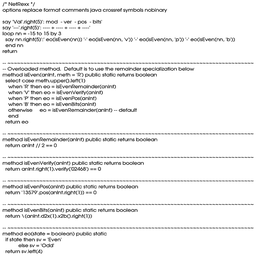 /* NetRexx */
options replace format comments java crossref symbols nobinary

say 'Val'.right(5)': mod  - ver  - pos  - bits'
say '---'.right(5)': ---- + ---- + ---- + ----'
loop nn = -15 to 15 by 3
  say nn.right(5)':' eo(isEven(nn)) '-' eo(isEven(nn, 'v')) '-' eo(isEven(nn, 'p')) '-' eo(isEven(nn, 'b'))
  end nn
return

-- Overloaded method.  Default is to use the remainder specialization below
method isEven(anInt, meth = 'R') public static returns boolean
  select case meth.upper().left(1)
    when 'R' then eo = isEvenRemainder(anInt)
    when 'V' then eo = isEvenVerify(anInt)
    when 'P' then eo = isEvenPos(anInt)
    when 'B' then eo = isEvenBits(anInt)
    otherwise     eo = isEvenRemainder(anInt) -- default
    end
  return eo

method isEvenRemainder(anInt) public static returns boolean
  return anInt // 2 == 0

method isEvenVerify(anInt) public static returns boolean
  return anInt.right(1).verify('02468') == 0

method isEvenPos(anInt) public static returns boolean
  return '13579'.pos(anInt.right(1)) == 0

method isEvenBits(anInt) public static returns boolean
  return \(anInt.d2x(1).x2b().right(1))

method eo(state = boolean) public static
  if state then sv = 'Even'
           else sv = 'Odd'
  return sv.left(4)